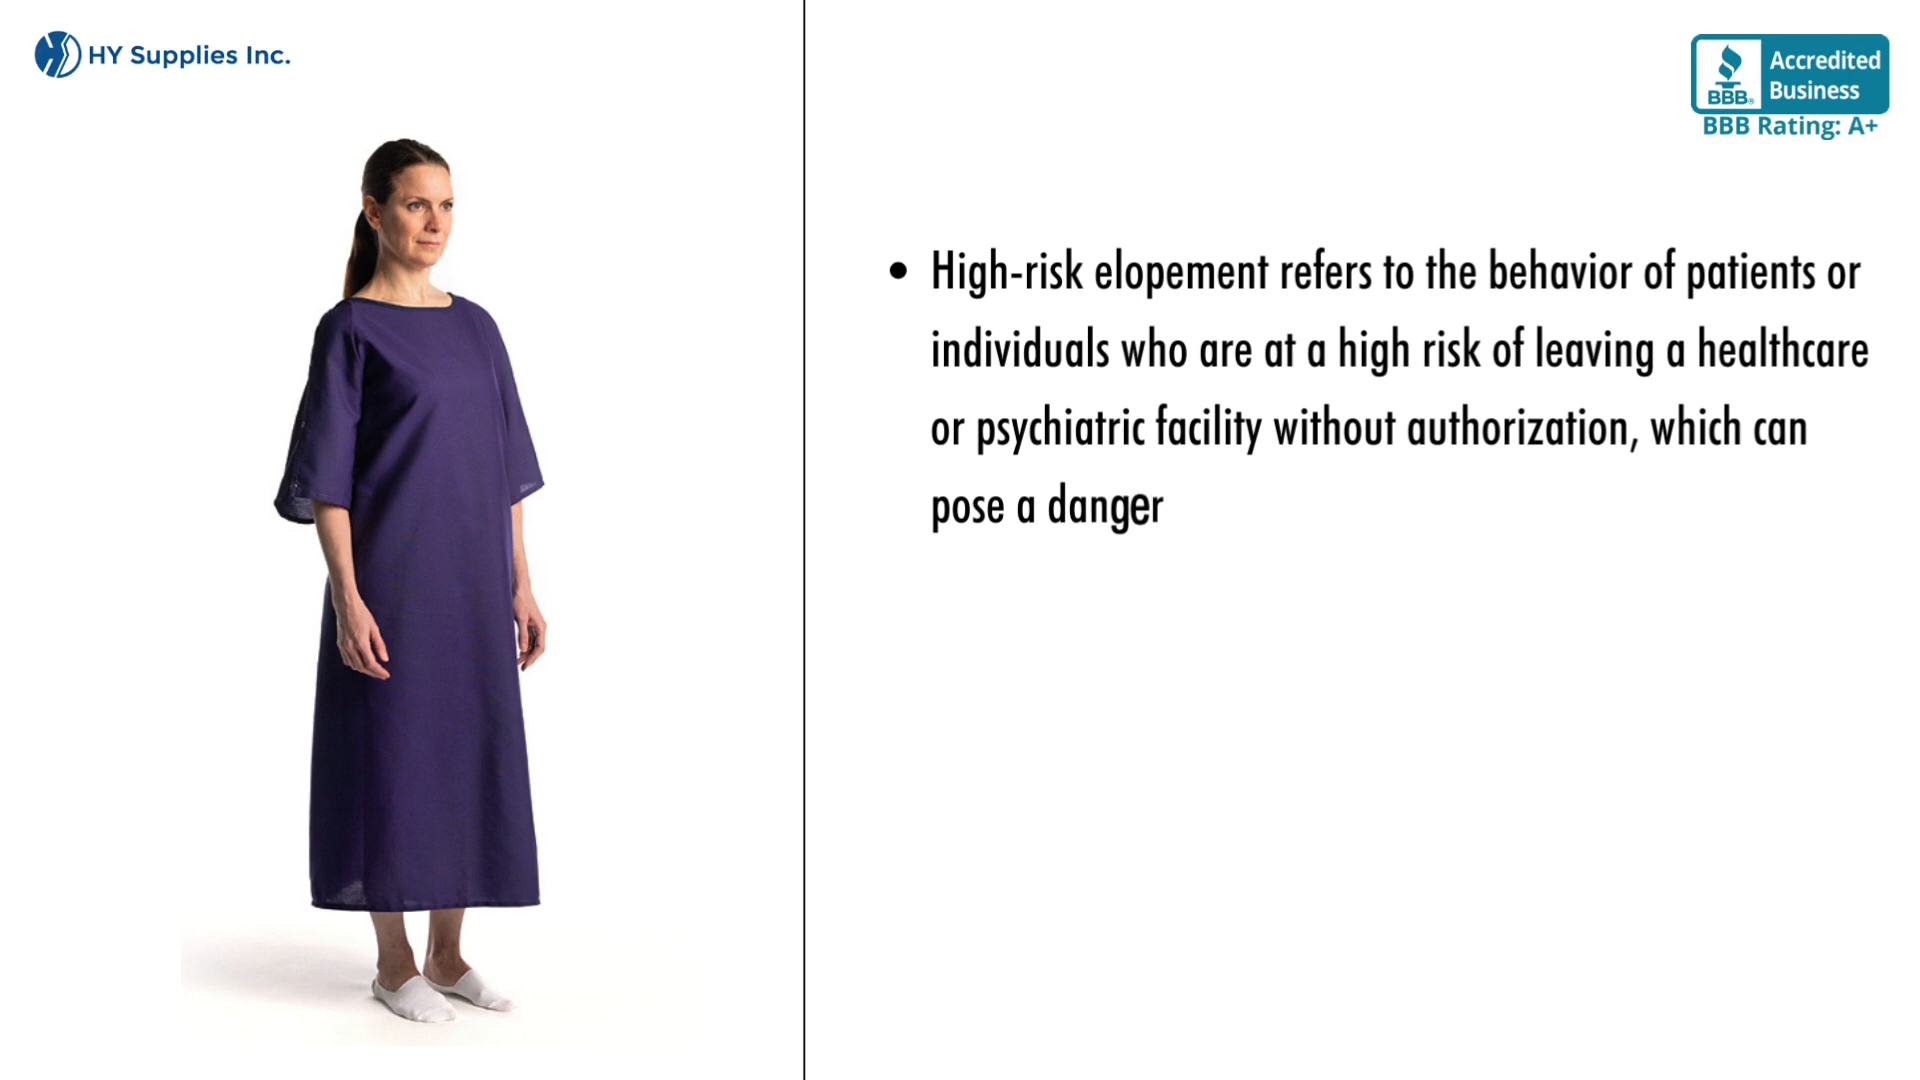 HY Supplies Inc.
Accredited
Business
BBB®
BBB Rating: A+
• High-risk elopement refers to the behavior of patients or
individuals who are at a high risk of leaving a healthcare
or psychiatric facility without authorization, which can
pose a danger